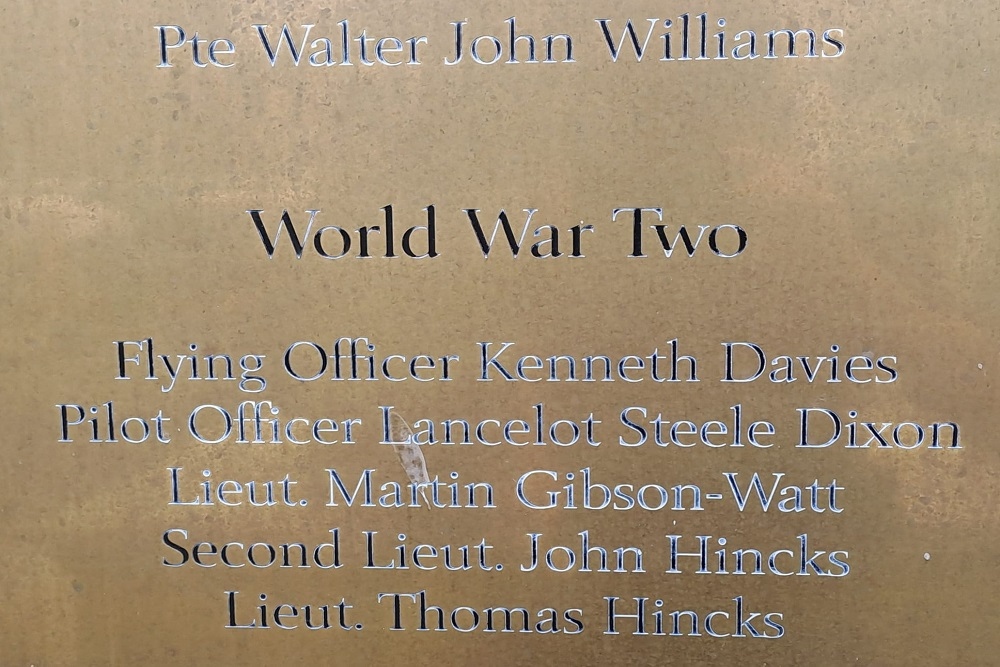 Pte Walter John Williams
World War Two
Flying Officer Kenneth Davies
Pilot Officer Lancelot Steele Dixon
Lieut. Martin Gibson-Watt
Second Lieut. John Hincks
Lieut. Thomas Hincks